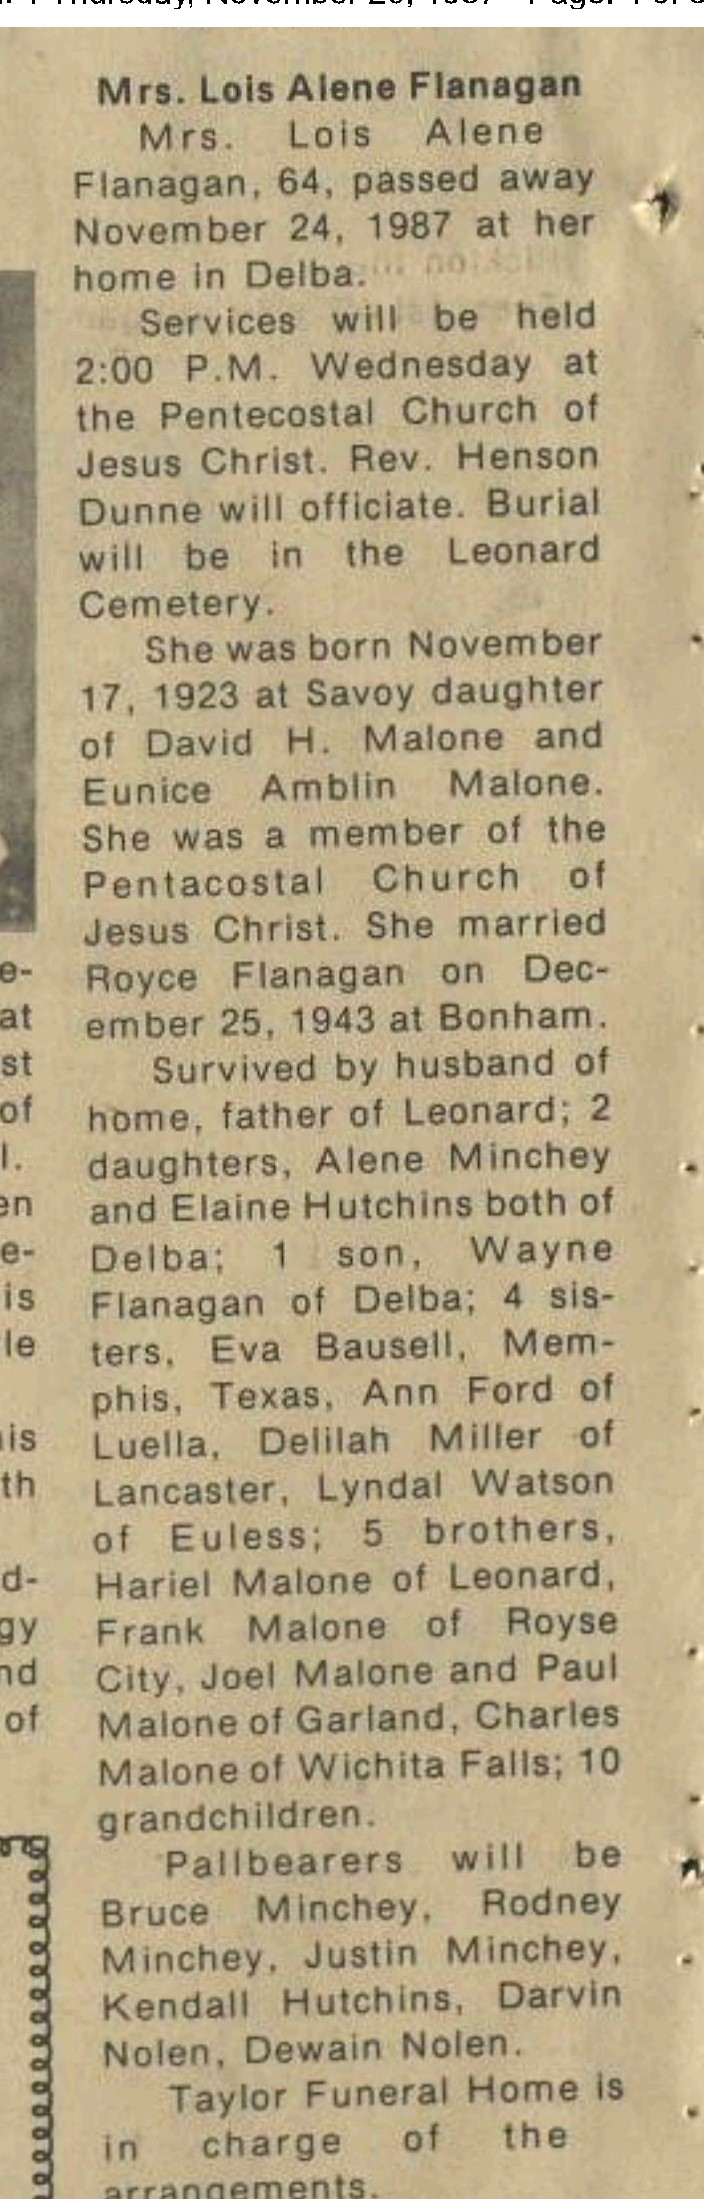 Thursday, November 26, 1987 Page:
Mrs. Lois Alene Flanagan
Mrs. Lois Alene
Flanagan, 64, passed away
November 24, 1987 at her
home in Delba.
Services will be held
2:00 P.M. Wednesday at
the Pentecostal Church of
Jesus Christ. Rev. Henson
Dunne will officiate. Burial
will be in the Leonard
Cemetery.
She was born November
17, 1923 at Savoy daughter
of David H. Malone and
Eunice Amblin Malone.
She was a member of the
Pentacostal Church of
Jesus Christ. She married
Royce Flanagan on Dec-
ember 25, 1943 at Bonham.
Survived by husband of
home, father of Leonard; 2
daughters, Alene Minchey
and Elaine Hutchins both of
Delba; 1 son, Wayne
Flanagan of Delba; 4 sis-
ters, Eva Bausell, Mem-
phis, Texas, Ann Ford of
Luella, Delilah Miller of
Lancaster, Lyndal Watson
of Euless; 5 brothers,
Hariel Malone of Leonard,
Frank Malone of Royse
City, Joel Malone and Paul
Malone of Garland, Charles
Malone of Wichita Falls; 10
grandchildren.
Pallbearers will be
Bruce Minchey, Rodney
Minchey, Justin Minchey,
Kendall Hutchins, Darvin
Nolen, Dewain Nolen.
Taylor Funeral Home is
in charge of the
arrangements.